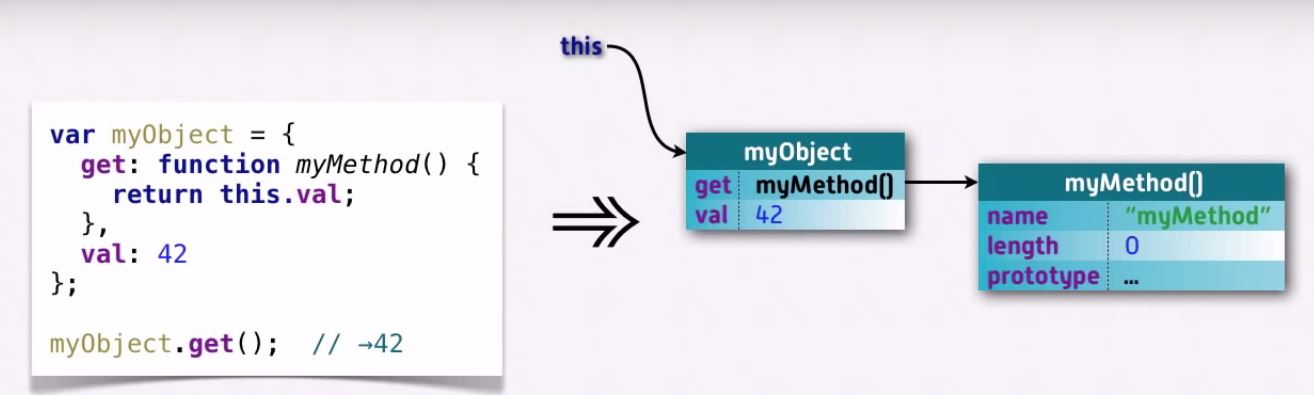 var myObject = {
  get: function myMethod() {
    return this.val;
  },
  val: 42
};
myObject.get();  // →42
this
myObject
get myMethod()
val 42
myMethod()
name “myMethod”
length 0
prototype ...